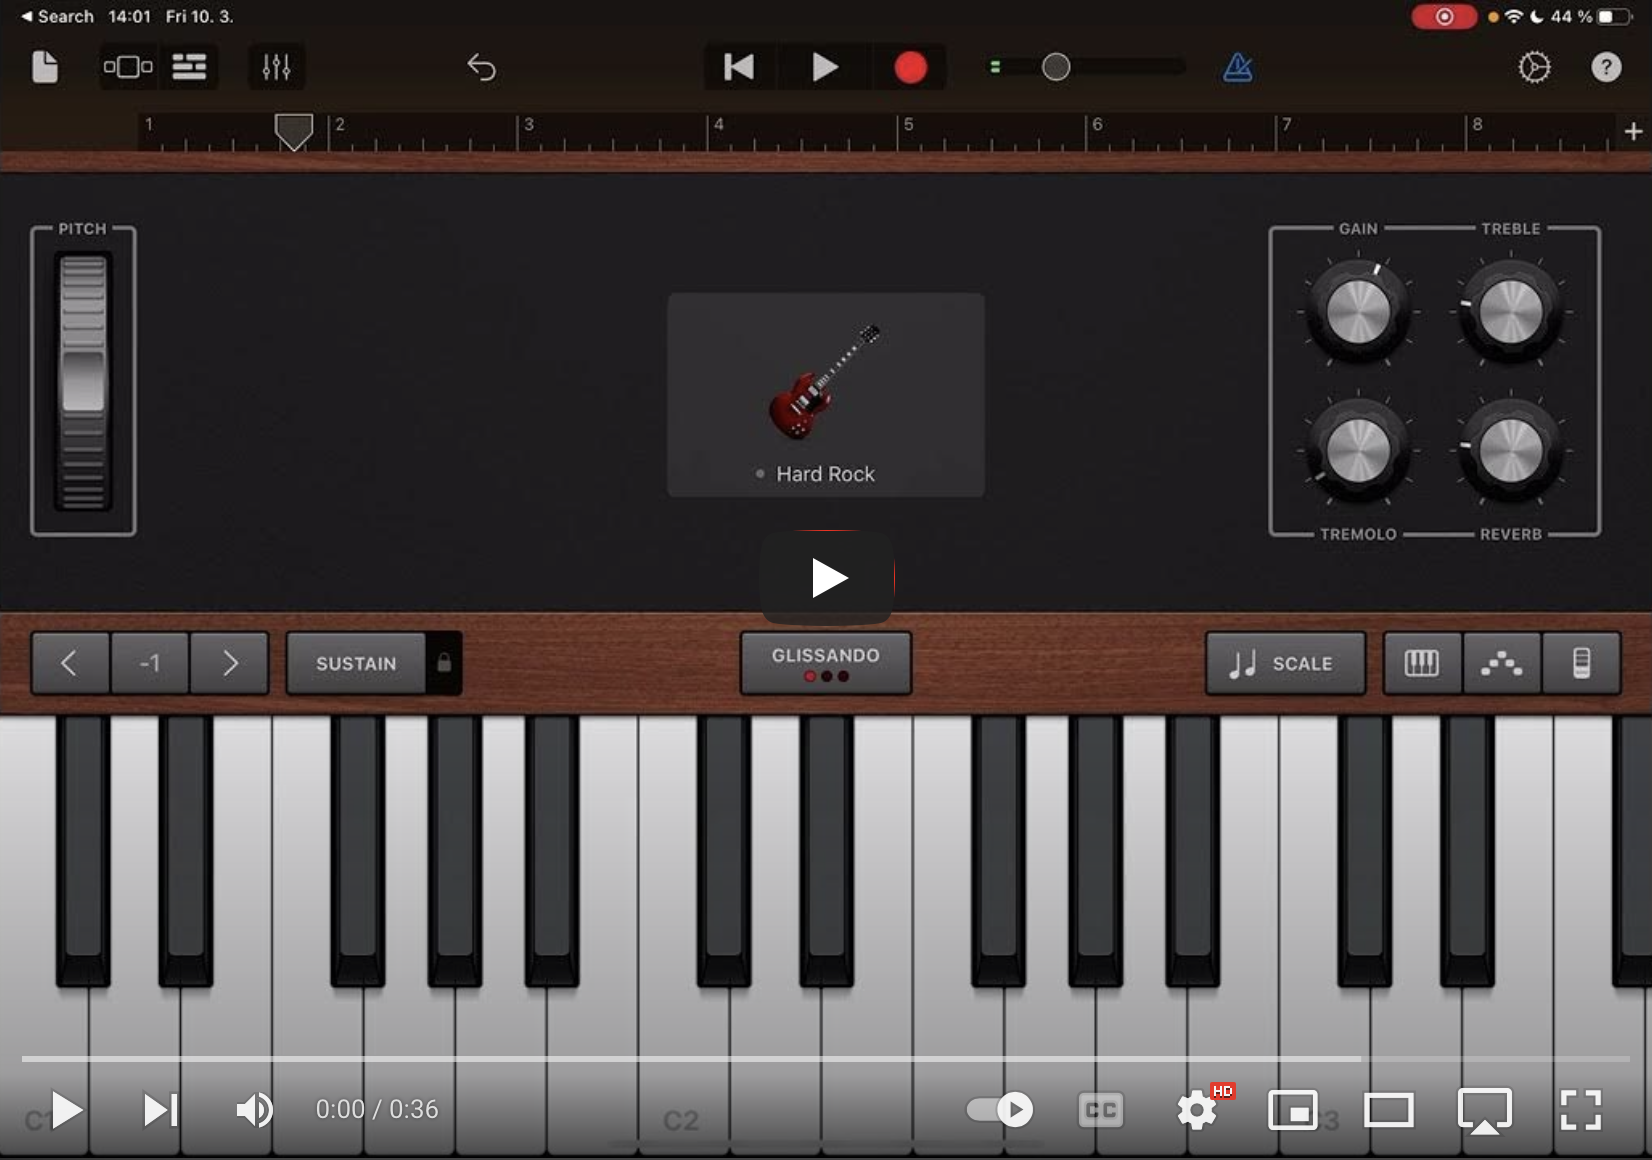 Search 14:01 Fri 10. 3. 44 %
?
1 2 3 4 5 6 7 8 +
PITCH
GAIN TREBLE
Hard Rock
TREMOLO REVERB
-1 SUSTAIN GLISSANDO SCALE
C1 C2 C3
0:00 / 0:36 CC HD